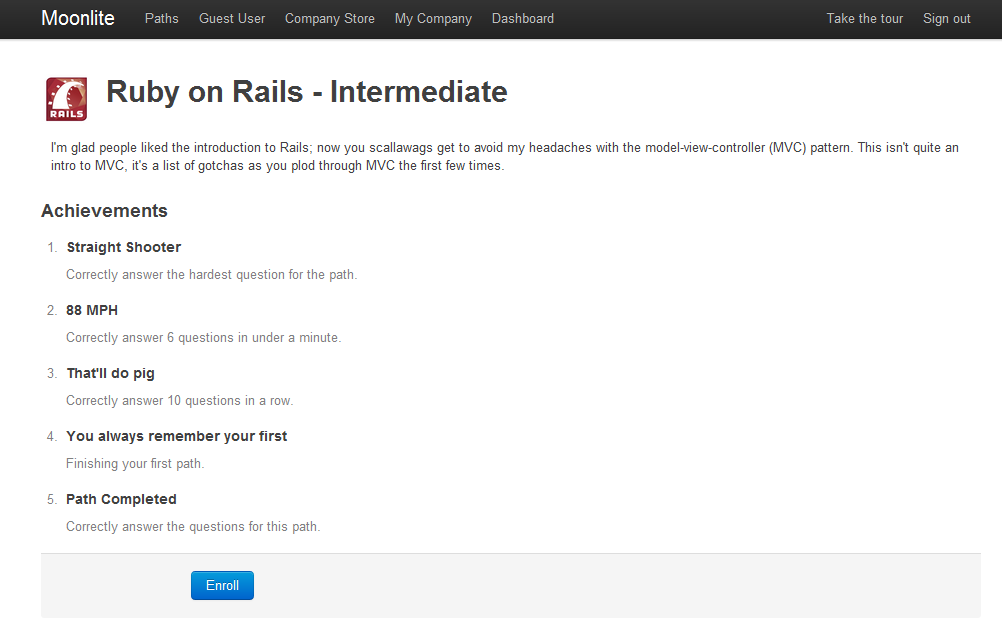 Moonlite Paths Guest User Company Store My Company Dashboard Take the tour Sign out
RAILS
Ruby on Rails - Intermediate
I'm glad people liked the introduction to Rails; now you scallawags get to avoid my headaches with the model-view-controller (MVC) pattern. This isn't quite an
intro to MVC, it's a list of gotchas as you plod through MVC the first few times.
Achievements
1. Straight Shooter
Correctly answer the hardest question for the path.
2. 88 MPH
Correctly answer 6 questions in under a minute.
3. That'll do pig
Correctly answer 10 questions in a row.
4. You always remember your first
Finishing your first path.
5. Path Completed
Correctly answer the questions for this path.
Enroll